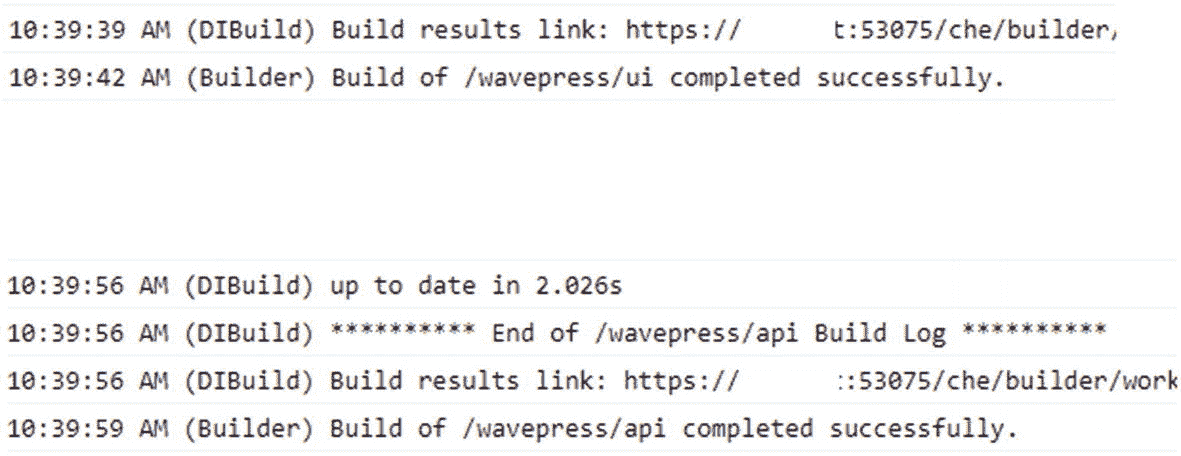 10:39:39 AM (DIBuild) Build results link: https:// t:53075/che/builder/
10:39:42 AM (Builder) Build of /wavepress/ui completed successfully.
10:39:56 AM (DIBuild) up to date in 2.026s
10:39:56 AM (DIBuild) ********** End of /wavepress/api Build Log **********
10:39:56 AM (DIBuild) Build results link: https:// :53075/che/builder/work
10:39:59 AM (Builder) Build of /wavepress/api completed successfully.